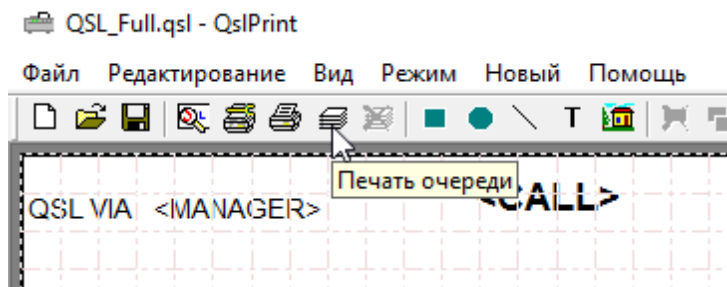 QSL_Full.qsl - QslPrint
Файл Редактирование Вид Режим Новый Помощь
T
Печать очереди
QSL VIA <MANAGER> <CALL>